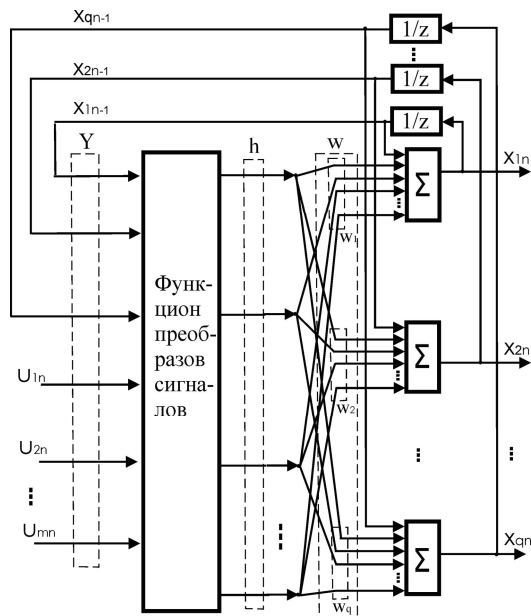 Xqn-1
1/z
X2n-1
1/z
X1n-1
1/z
Y
h
w
Σ
X1n
w1
Функ-
цион
преоб-
разов
сигна-
лов
Σ
X2n
U1n
w2
U2n
Umn
Σ
Xqn
wq